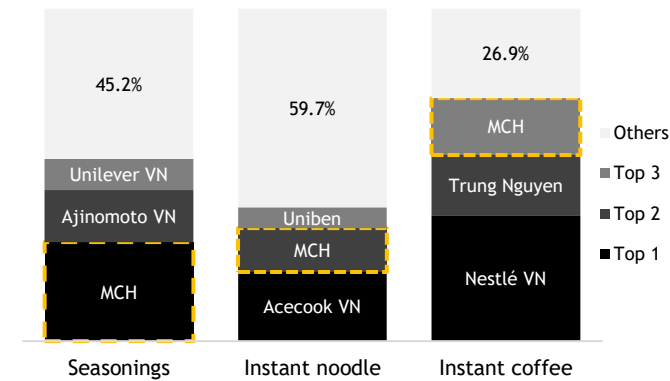 45.2%
59.7%
26.9%
Unilever VN
Ajinomoto VN
MCH
Uniben
MCH
Acecook VN
MCH
Trung Nguyen
Nestlé VN
Others
Top 3
Top 2
Top 1
Seasonings
Instant noodle
Instant coffee